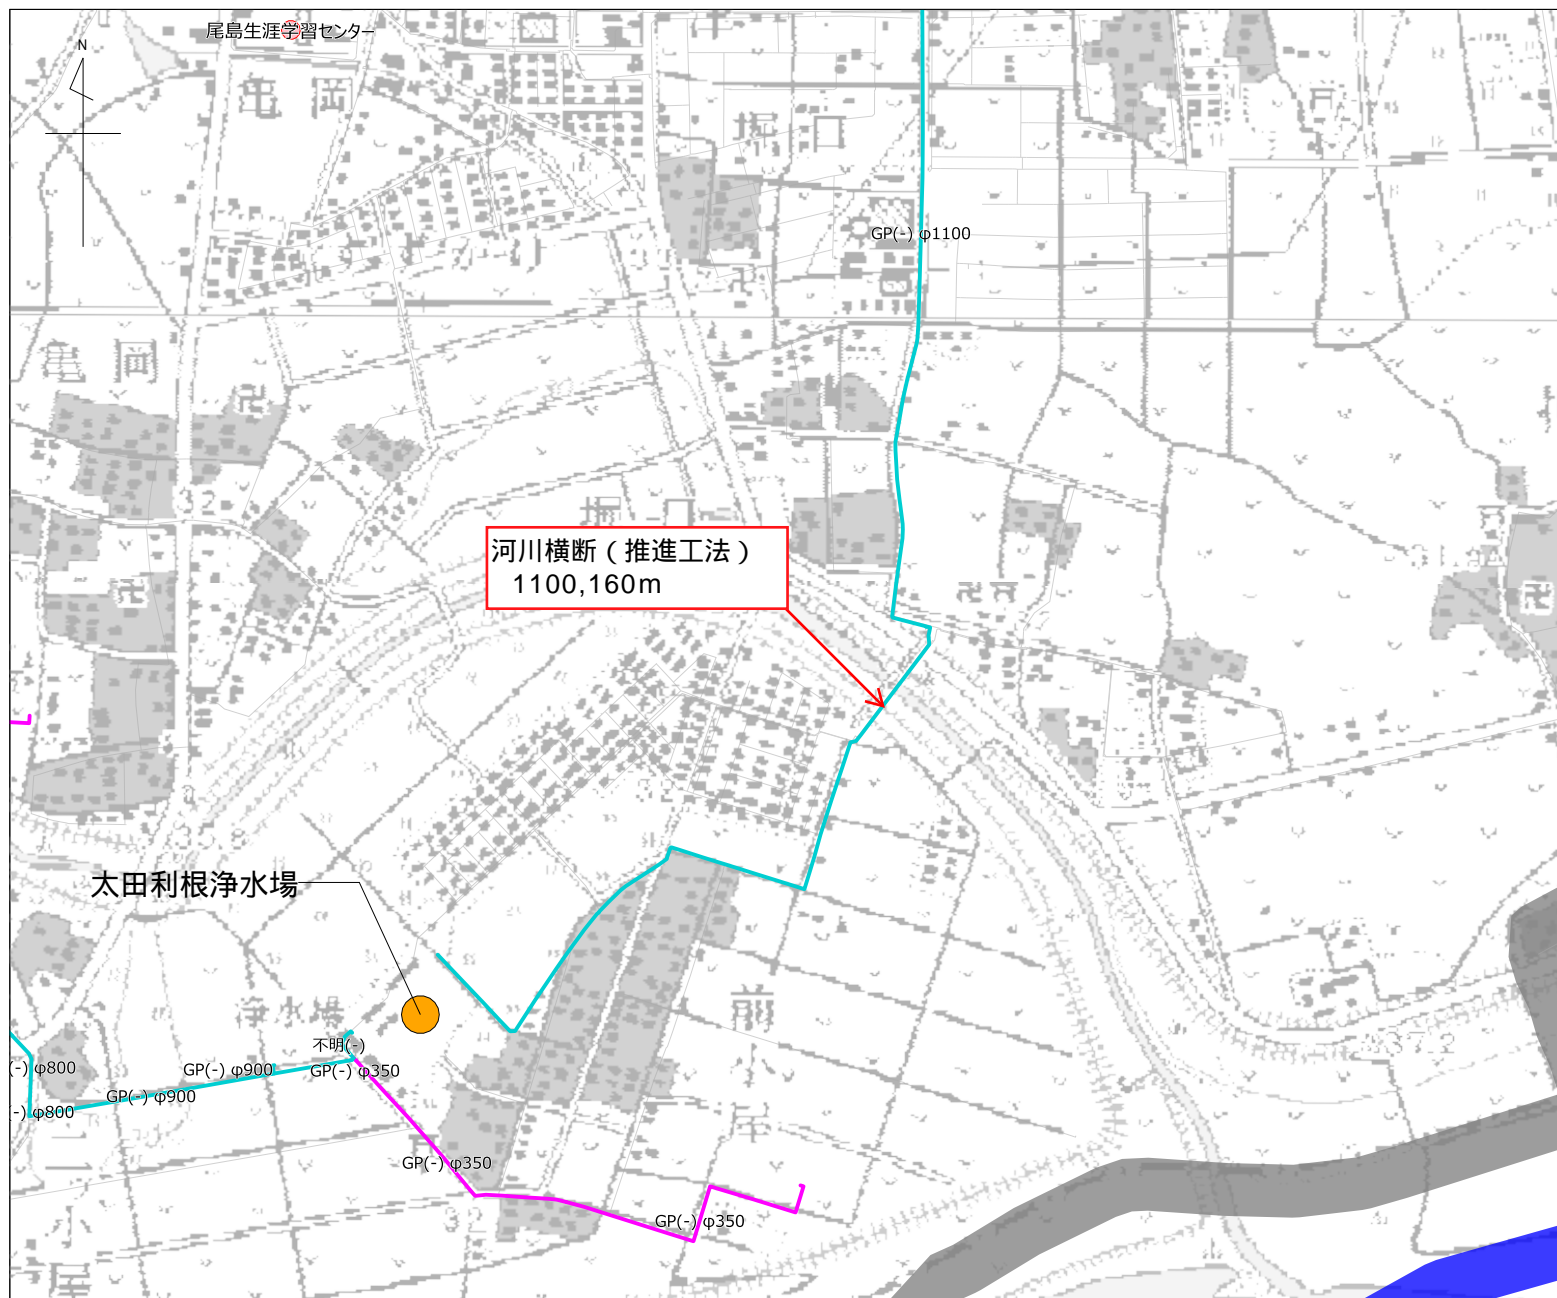 尾島生涯学習センター
N
亀岡
堀口
GP(-) φ1100
亀岡
堀口
河川横断（推進工法）
1100,160m
太田利根浄水場
浄水場
前
不明(-)
(-) φ800
GP(-) φ900
GP(-) φ350
GP(-) φ900
(-) φ800
GP(-) φ350
GP(-) φ350